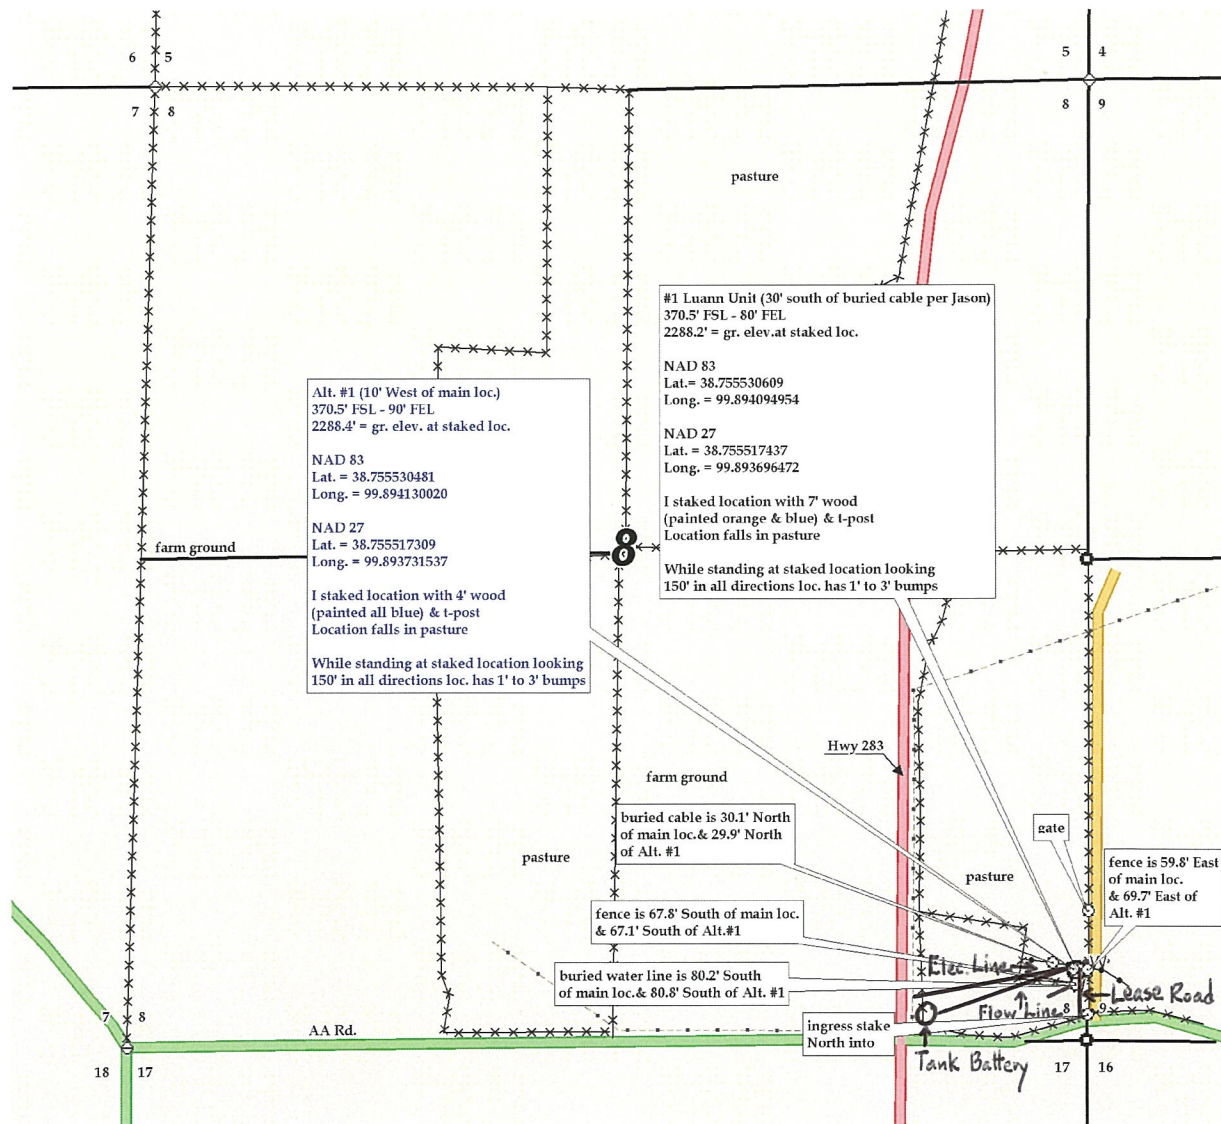 6 5
5 4
7 8
8 9
pasture
#1 Luann Unit (30' south of buried cable per Jason)
370.5' FSL - 80' FEL
2288.2' = gr. elev.at staked loc.
NAD 83
Lat.= 38.755530609
Long. = 99.894094954
NAD 27
Lat. = 38.755517437
Long. = 99.893696472
I staked location with 7' wood
(painted orange & blue) & t-post
Location falls in pasture
While standing at staked location looking
150' in all directions loc. has 1' to 3' bumps
Alt. #1 (10' West of main loc.)
370.5' FSL - 90' FEL
2288.4' = gr. elev. at staked loc.
NAD 83
Lat. = 38.755530481
Long. = 99.894130020
NAD 27
Lat. = 38.755517309
Long. = 99.893731537
I staked location with 4' wood
(painted all blue) & t-post
Location falls in pasture
While standing at staked location looking
150' in all directions loc. has 1' to 3' bumps
farm ground
8
Hwy 283
farm ground
buried cable is 30.1' North
of main loc.& 29.9' North
of Alt. #1
gate
pasture
pasture
fence is 59.8' East
of main loc.
& 69.7' East of
Alt. #1
fence is 67.8' South of main loc.
& 67.1' South of Alt.#1
buried water line is 80.2' South
of main loc.& 80.8' South of Alt. #1
Elec. Line
Lease Road
Flow Line
7 8
8 9
AA Rd.
ingress stake
North into
Tank Battery
18 17
17 16